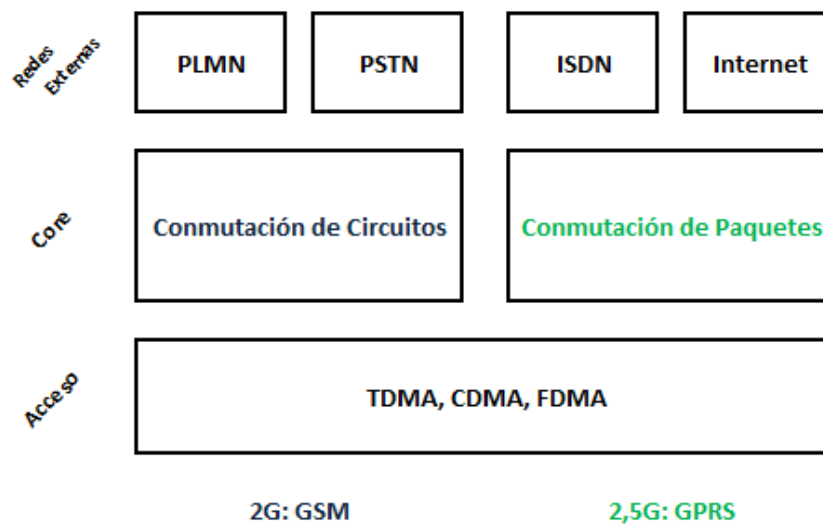 Redes
Externas
PLMN
PSTN
ISDN
Internet
Core
Conmutación de Circuitos
Conmutación de Paquetes
Acceso
TDMA, CDMA, FDMA
2G: GSM
2,5G: GPRS